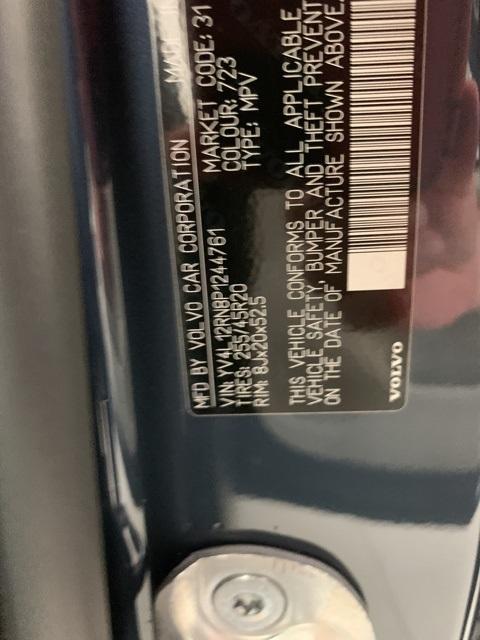 MFD BY VOLVO CAR CORPORATION
VIN: YV4L12RN8P1244761
MARKET CODE: 31
TIRES: 255/45R20
COLOUR: 723
RIM: 8Jx20x52.5
TYPE: MPV
THIS VEHICLE CONFORMS TO ALL APPLICABLE
VEHICLE SAFETY, BUMPER AND THEFT PREVENT
ON THE DATE OF MANUFACTURE SHOWN ABOVE.
VOLVO